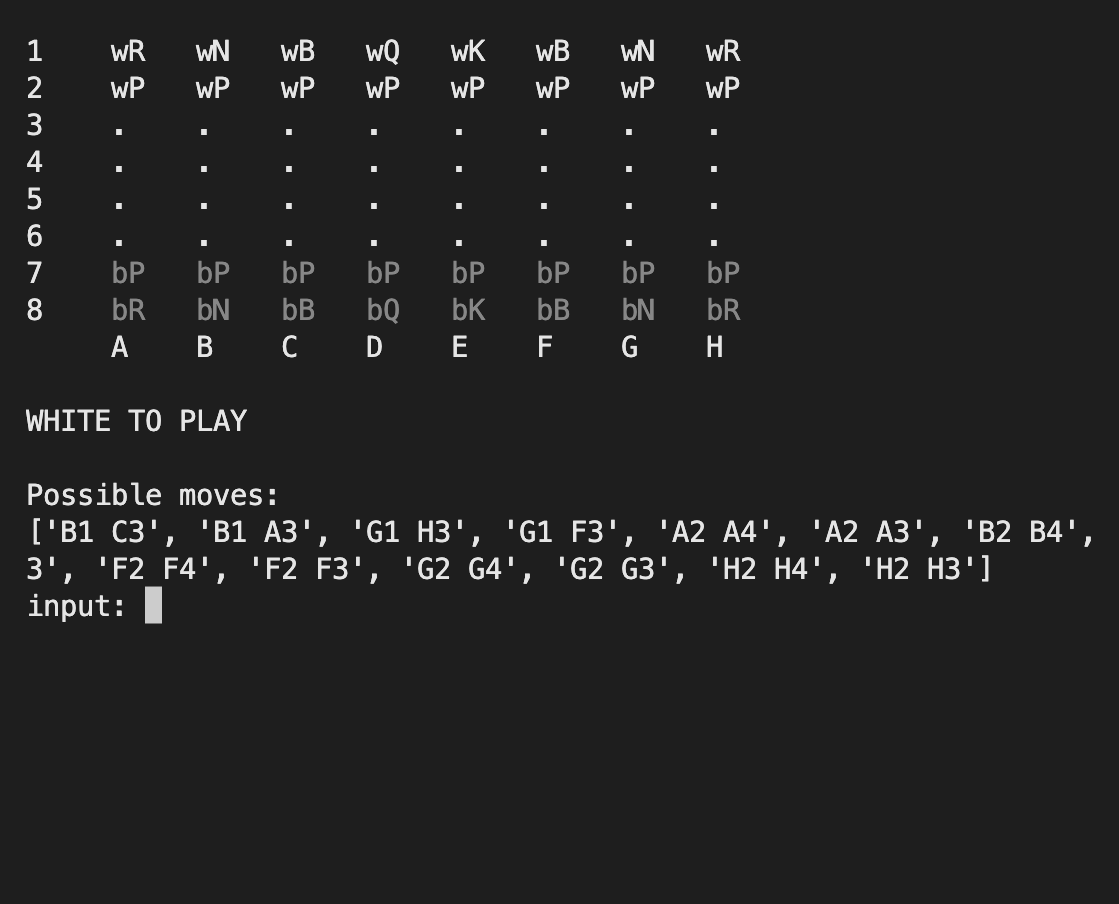 1 wR wN wB wQ wK wB wN wR
2 wP wP wP wP wP wP wP wP
3 . . . . . . . .
4 . . . . . . . .
5 . . . . . . . .
6 . . . . . . . .
7 bP bP bP bP bP bP bP bP
8 bR bN bB bQ bK bB bN bR
A B C D E F G H
WHITE TO PLAY
Possible moves:
['B1 C3', 'B1 A3', 'G1 H3', 'G1 F3', 'A2 A4', 'A2 A3', 'B2 B4',
3', 'F2 F4', 'F2 F3', 'G2 G4', 'G2 G3', 'H2 H4', 'H2 H3']
input: